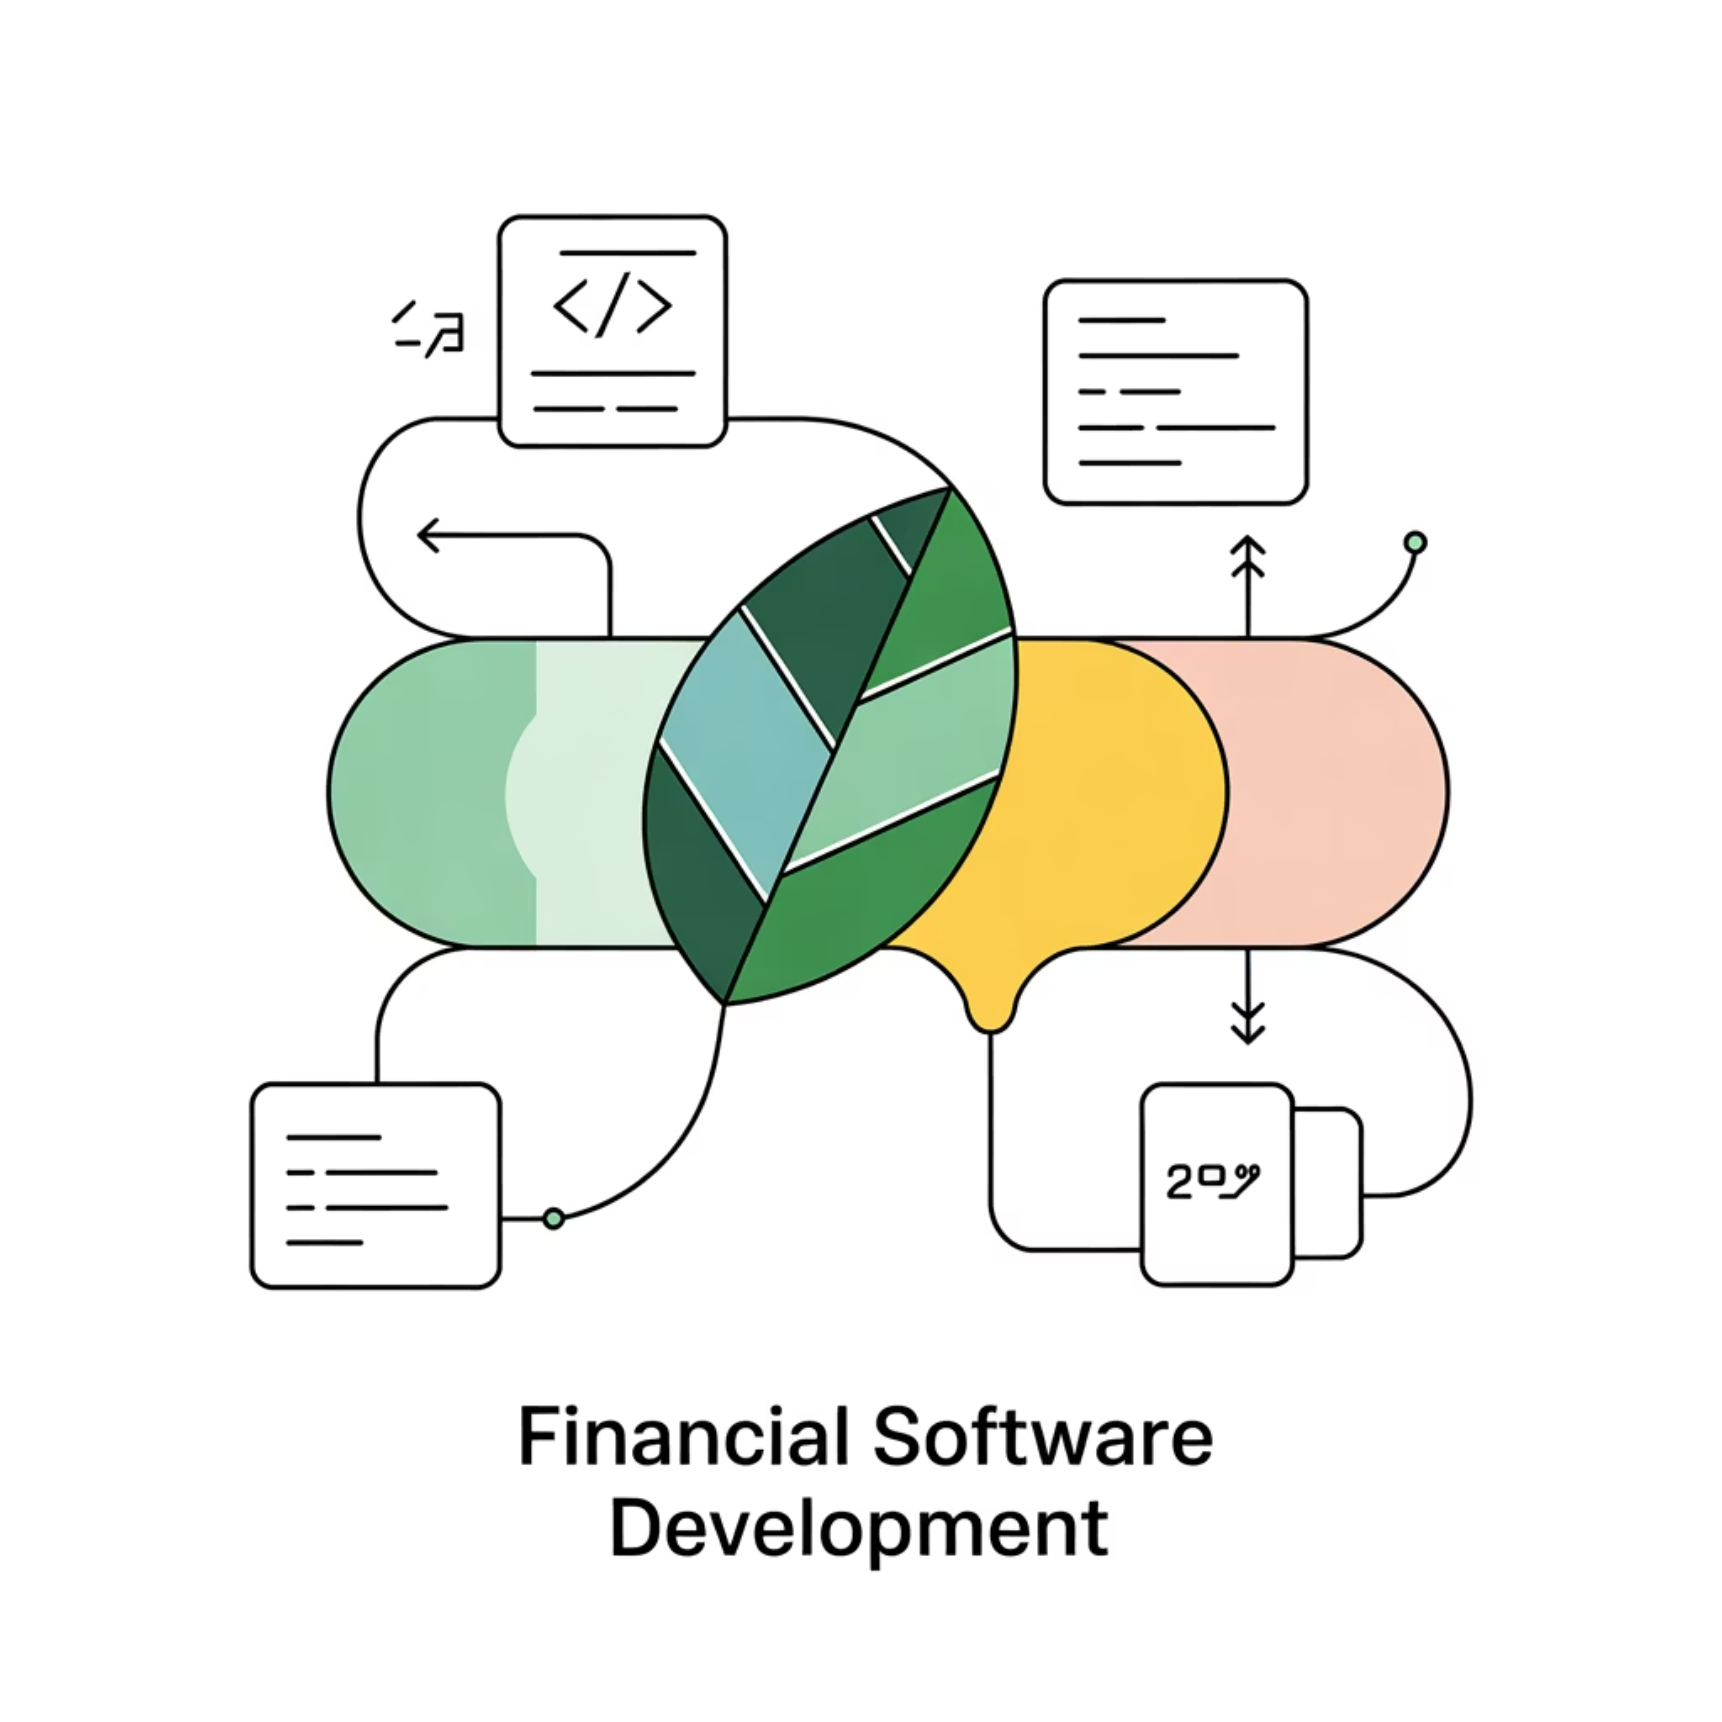 </>
Financial Software
Development